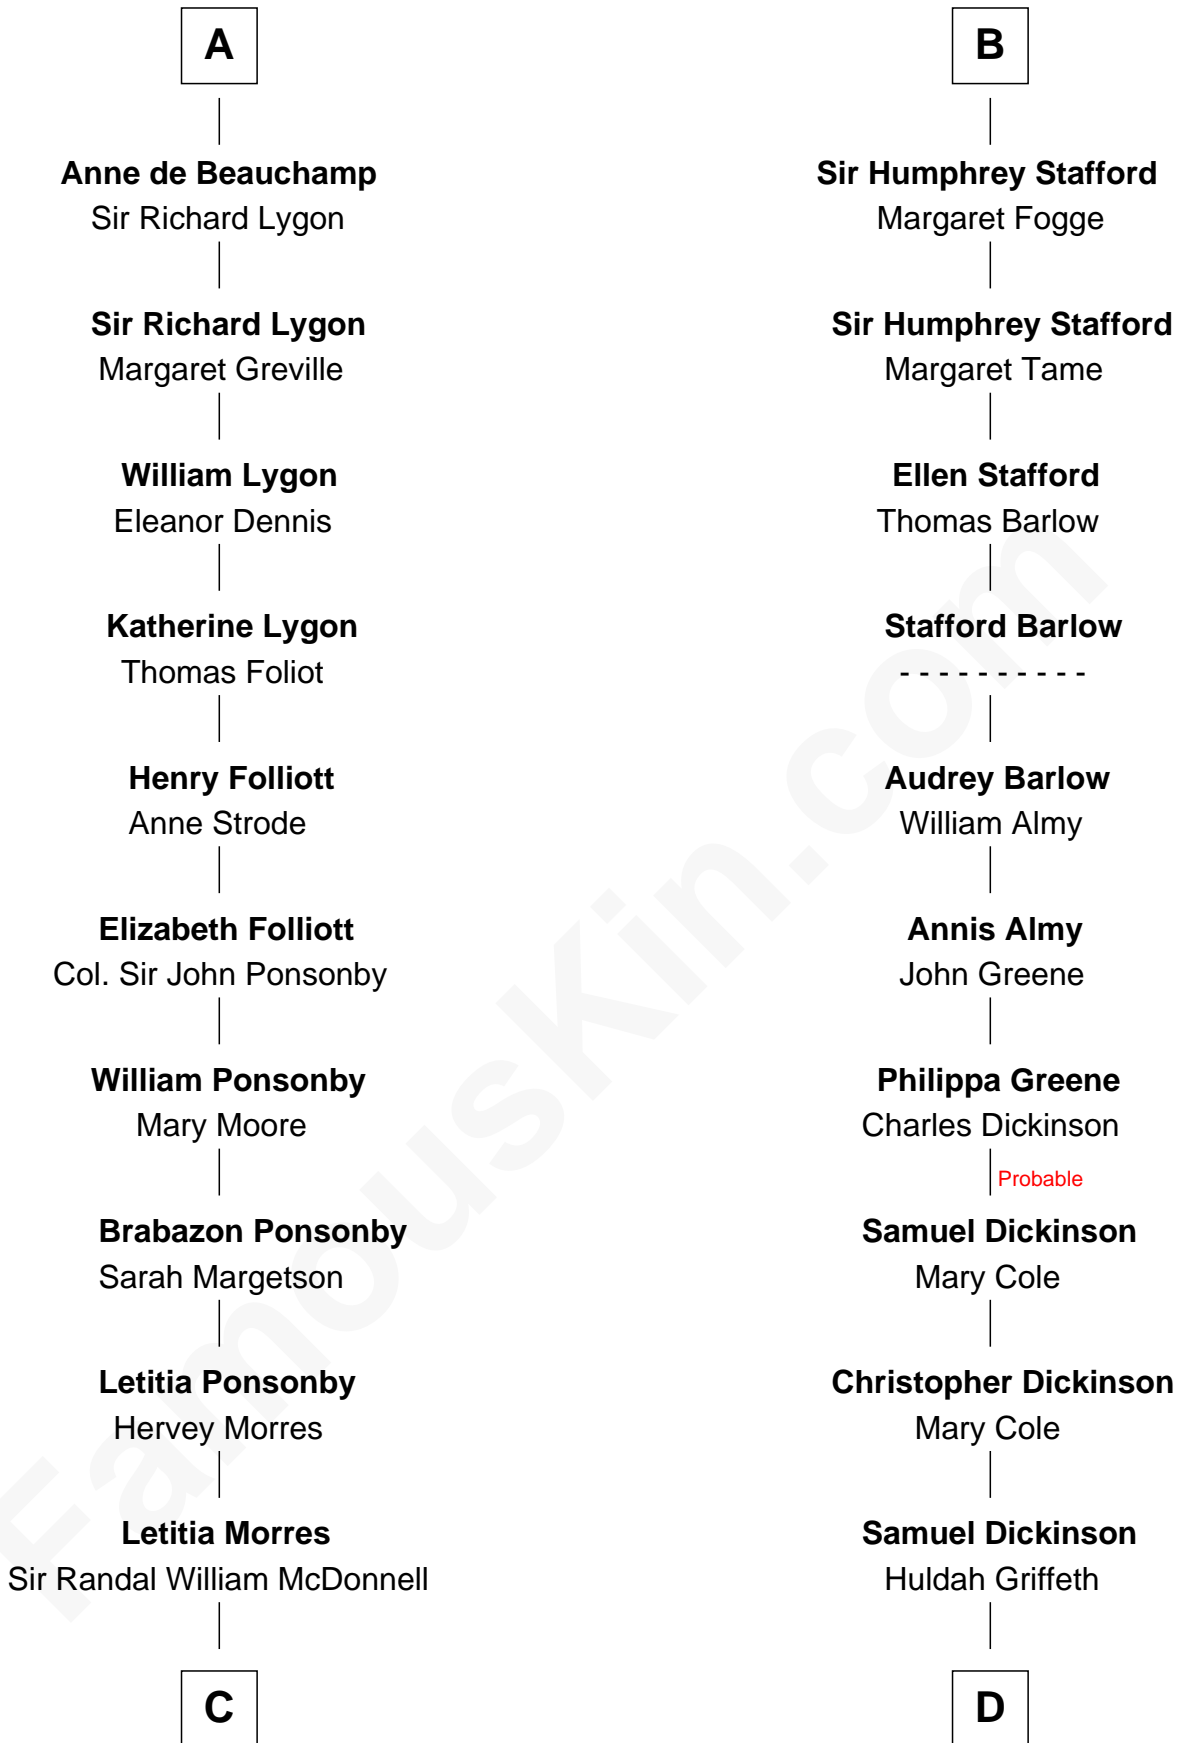 A
Anne de Beauchamp
Sir Richard Lygon
Sir Richard Lygon
Margaret Greville
William Lygon
Eleanor Dennis
Katherine Lygon
Thomas Foliot
Henry Folliott
Anne Strode
Elizabeth Folliott
Col. Sir John Ponsonby
William Ponsonby
Mary Moore
Brabazon Ponsonby
Sarah Margetson
Letitia Ponsonby
Hervey Morres
Letitia Morres
Sir Randal William McDonnell
C
B
Sir Humphrey Stafford
Margaret Fogge
Sir Humphrey Stafford
Margaret Tame
Ellen Stafford
Thomas Barlow
Stafford Barlow
- - - - - - - - - -
Audrey Barlow
William Almy
Annis Almy
John Greene
Philippa Greene
Charles Dickinson
Probable
Samuel Dickinson
Mary Cole
Christopher Dickinson
Mary Cole
Samuel Dickinson
Huldah Griffeth
D
FamousKin.com